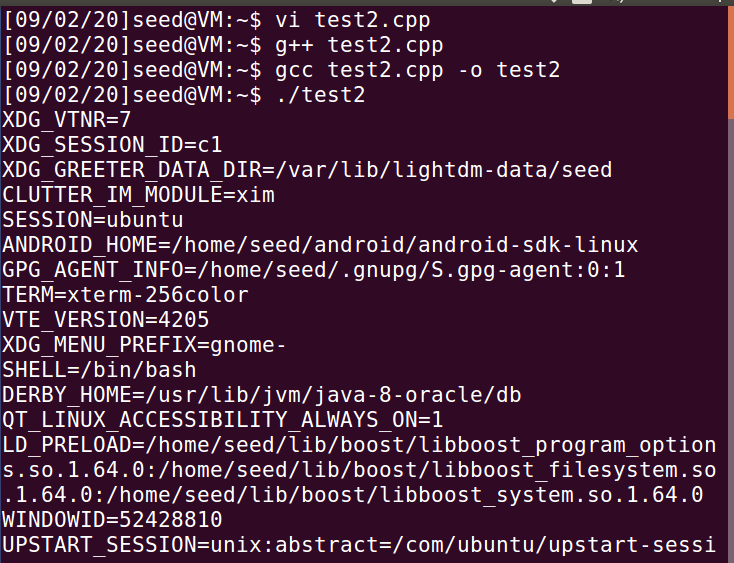 [09/02/20]seed@VM:~$ vi test2.cpp
[09/02/20]seed@VM:~$ g++ test2.cpp
[09/02/20]seed@VM:~$ gcc test2.cpp -o test2
[09/02/20]seed@VM:~$ ./test2
XDG_VTNR=7
XDG_SESSION_ID=c1
XDG_GREETER_DATA_DIR=/var/lib/lightdm-data/seed
CLUTTER_IM_MODULE=xim
SESSION=ubuntu
ANDROID_HOME=/home/seed/android/android-sdk-linux
GPG_AGENT_INFO=/home/seed/.gnupg/S.gpg-agent:0:1
TERM=xterm-256color
VTE_VERSION=4205
XDG_MENU_PREFIX=gnome-
SHELL=/bin/bash
DERBY_HOME=/usr/lib/jvm/java-8-oracle/db
QT_LINUX_ACCESSIBILITY_ALWAYS_ON=1
LD_PRELOAD=/home/seed/lib/boost/libboost_program_option
s.so.1.64.0:/home/seed/lib/boost/libboost_filesystem.so
.1.64.0:/home/seed/lib/boost/libboost_system.so.1.64.0
WINDOWID=52428810
UPSTART_SESSION=unix:abstract=/com/ubuntu/upstart-sessi